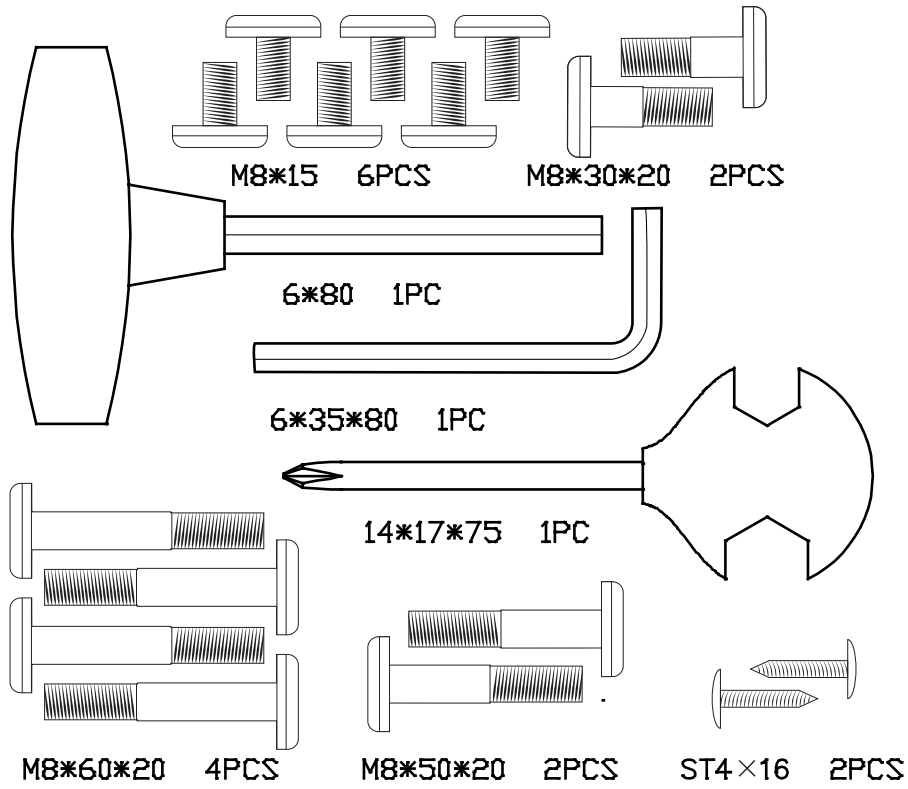 M8*15 6PCS
M8*30*20 2PCS
6*80 1PC
6*35*80 1PC
14*17*75 1PC
M8*60*20 4PCS
M8*50*20 2PCS
ST4×16 2PCS